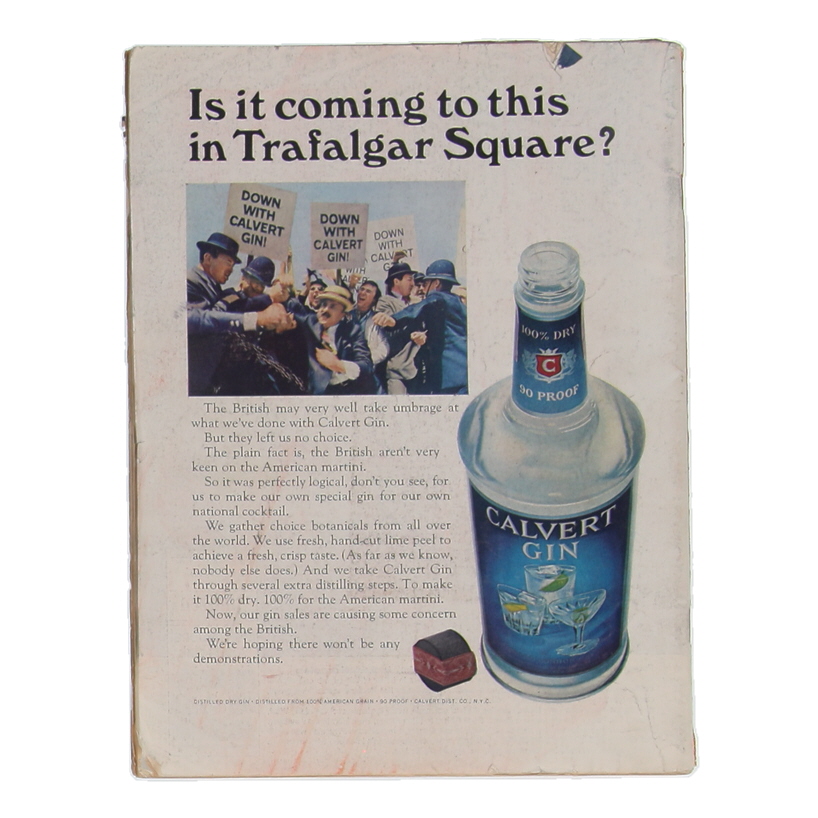 Is it coming to this
in Trafalgar Square?
DOWN
WITH
CALVERT
GIN!
DOWN
WITH
CALVERT
GIN!
DOWN
WITH
CALVERT
WITH
100% DRY
C
90 PROOF
CALVERT
GIN
The British may very well take umbrage at
what we've done with Calvert Gin.
But they left us no choice.
The plain fact is, the British aren't very
keen on the American martini.
So it was perfectly logical, don't you see, for
us to make our own special gin for our own
national cocktail.
We gather choice botanicals from all over
the world. We use fresh, hand-cut lime peel to
achieve a fresh, crisp taste. (As far as we know,
nobody else does.) And we take Calvert Gin
through several extra distilling steps. To make
it 100% dry. 100% for the American martini.
Now, our gin sales are causing some concern
among the British.
We're hoping there won't be any
demonstrations.
DISTILLED DRY GIN • DISTILLED FROM 100% AMERICAN GRAIN • 90 PROOF • CALVERT DIST. CO., N.Y.C.